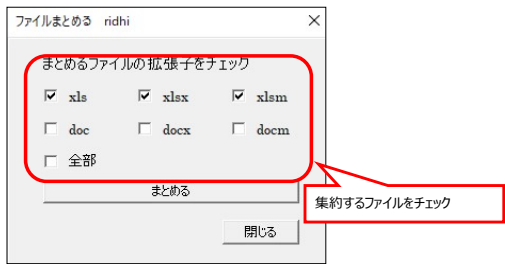 ファイルまとめる ridhi
まとめるファイルの拡張子をチェック
xls xlsx xlsm
doc docx docm
全部
まとめる
集約するファイルをチェック
閉じる